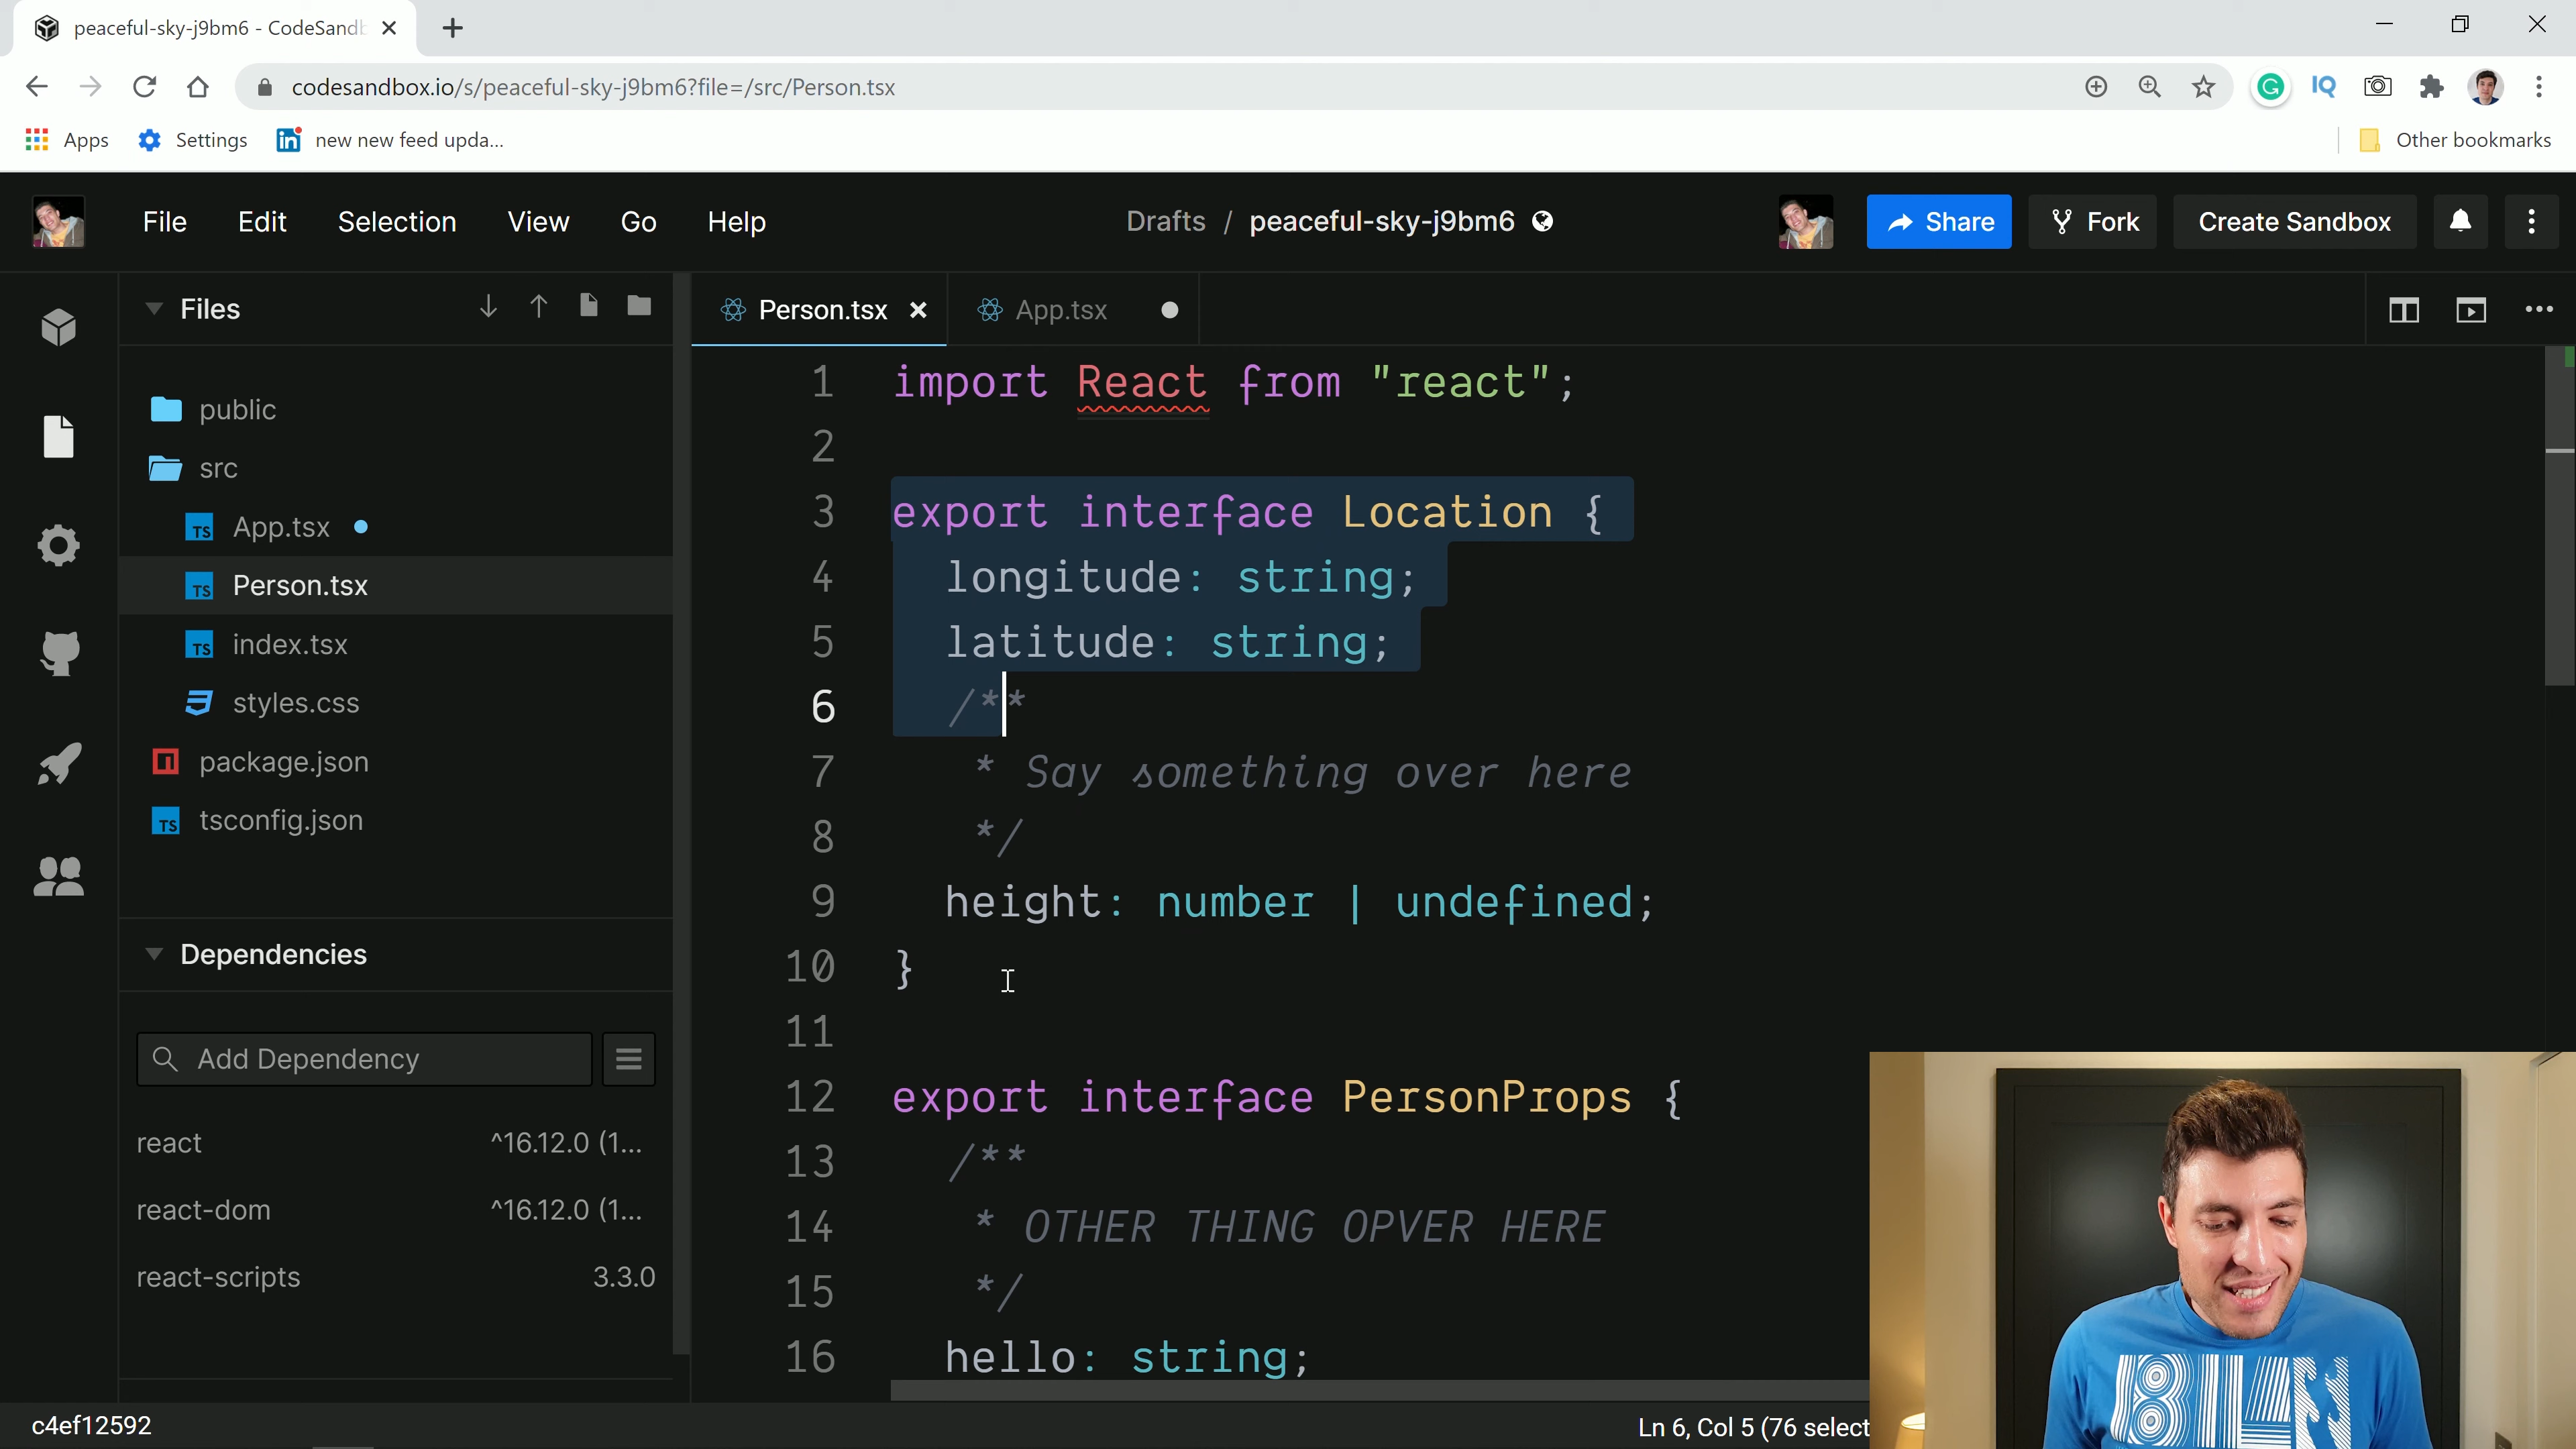 peaceful-sky-j9bm6 - CodeSandb
codesandbox.io/s/peaceful-sky-j9bm6?file=/src/Person.tsx
IQ
Apps
Settings
in
new new feed upda...
Other bookmarks
File
Edit
Selection
View
Go
Help
Drafts / peaceful-sky-j9bm6
Share
Fork
Create Sandbox
Files
public
src
TS App.tsx
TS Person.tsx
TS index.tsx
styles.css
package.json
TS tsconfig.json
Dependencies
Add Dependency
react ^16.12.0 (1...
react-dom ^16.12.0 (1...
react-scripts 3.3.0
Person.tsx
App.tsx
1 import React from "react";
2
3 export interface Location {
4 longitude: string;
5 latitude: string;
6 /**
7 * Say something over here
8 */
9 height: number | undefined;
10 }
11
12 export interface PersonProps {
13 /**
14 * OTHER THING OPVER HERE
15 */
16 hello: string;
c4ef12592
Ln 6, Col 5 (76 select